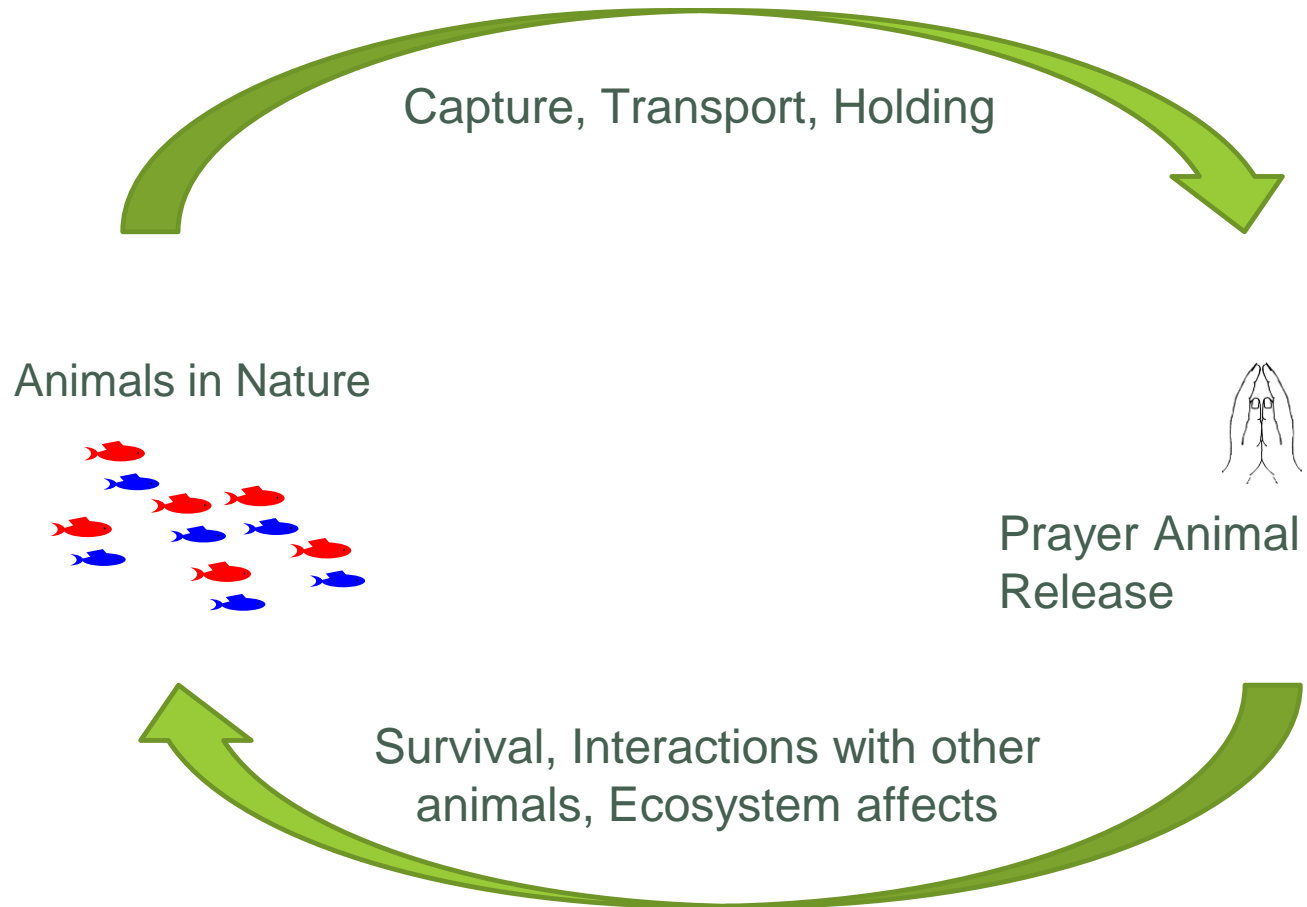 Capture, Transport, Holding
Animals in Nature
Prayer Animal
Release
Survival, Interactions with other
animals, Ecosystem affects